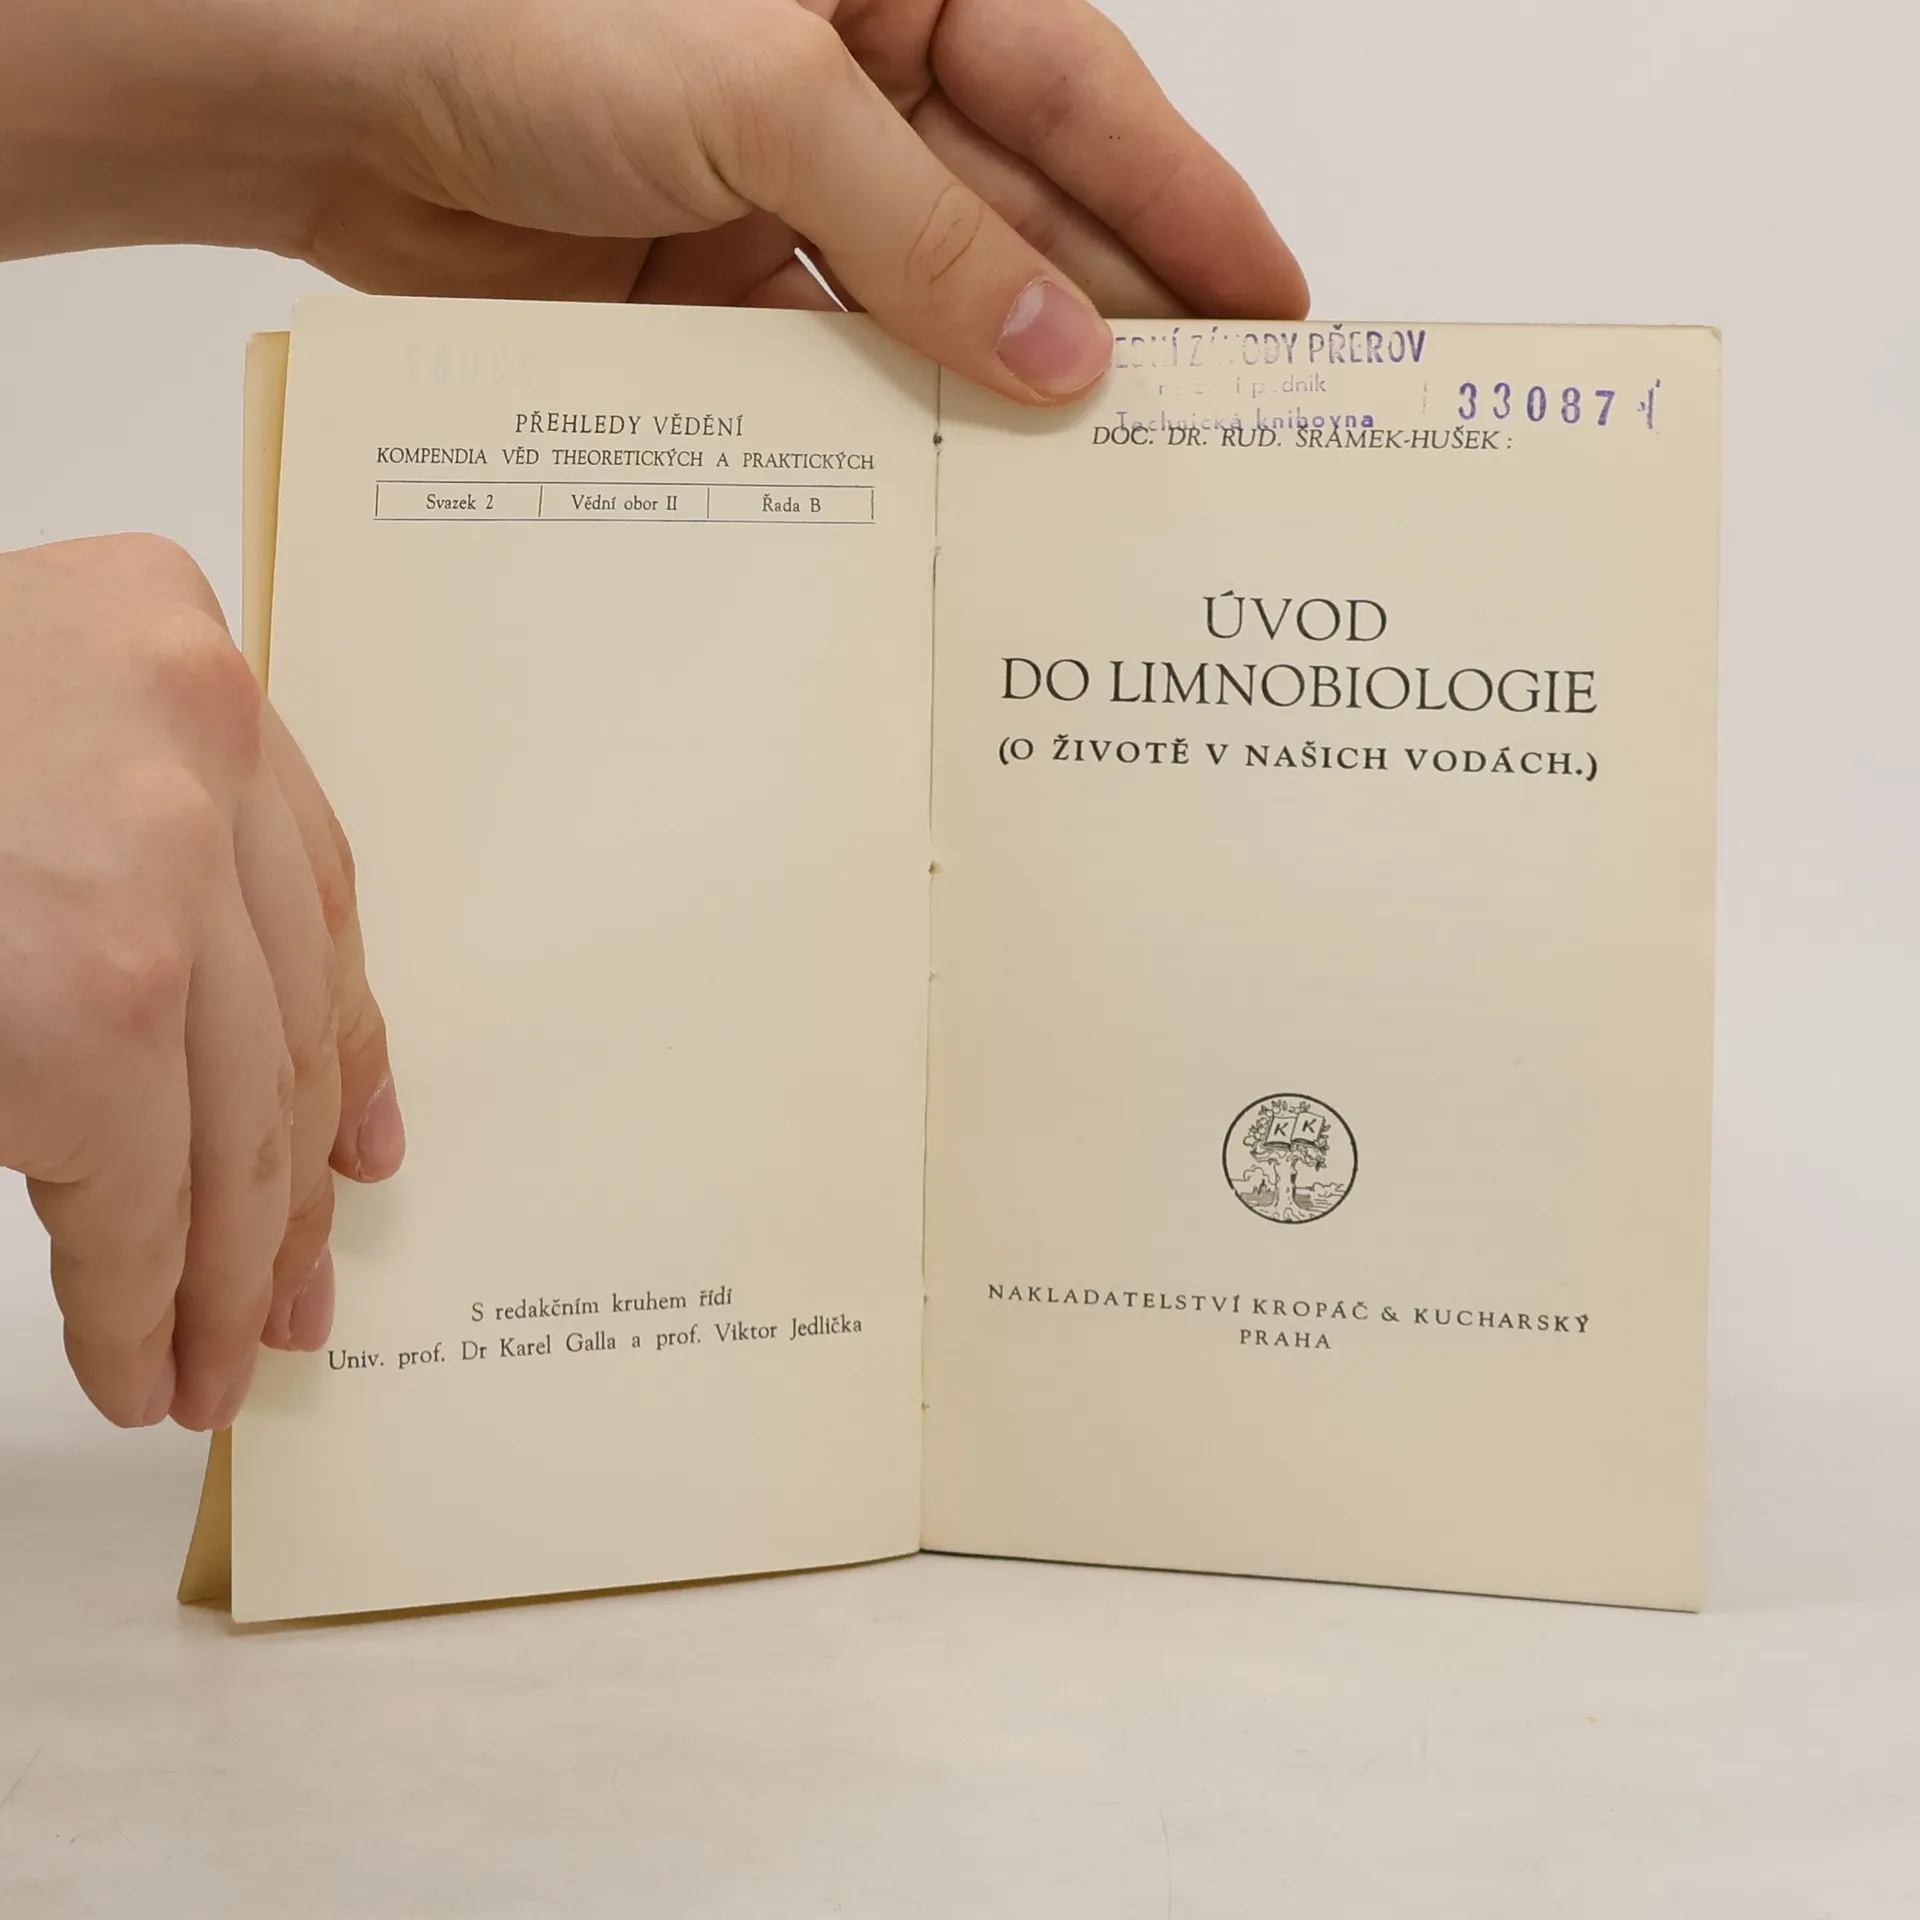 PŘEHLEDY VĚDĚNÍ
KOMPENDIA VĚD THEORETICKÝCH A PRAKTICKÝCH
Svazek 2 Vědní obor II Řada B
S redakčním kruhem řídí
Univ. prof. Dr Karel Galla a prof. Viktor Jedlička
PŘEROV
33087
Technická knihovna
DOC. DR. RUD. ŠRÁMEK-HUŠEK:
ÚVOD
DO LIMNOBIOLOGIE
(O ŽIVOTĚ V NAŠICH VODÁCH.)
K K
NAKLADATELSTVÍ KROPÁČ & KUCHARSKÝ
PRAHA